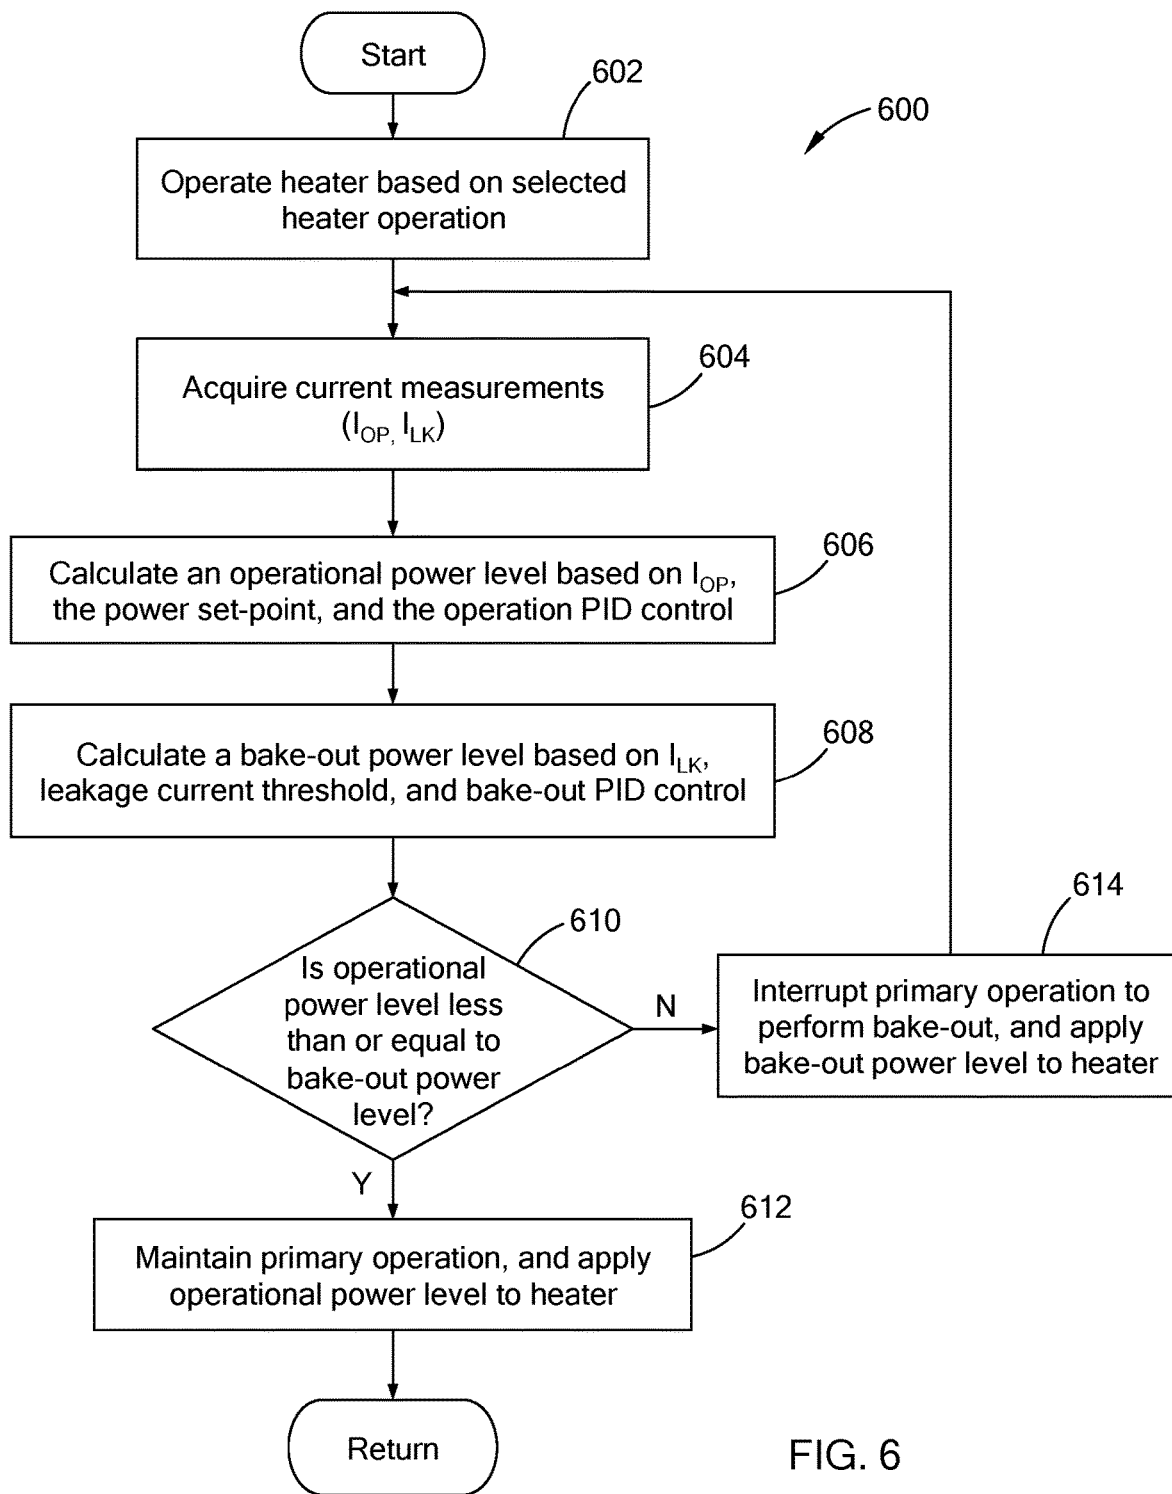 Start
602
600
Operate heater based on selected
heater operation
604
Acquire current measurements
(I_OP, I_LK)
606
Calculate an operational power level based on I_OP,
the power set-point, and the operation PID control
608
Calculate a bake-out power level based on I_LK,
leakage current threshold, and bake-out PID control
610
Is operational
power level less
than or equal to
bake-out power
level?
N
614
Interrupt primary operation to
perform bake-out, and apply
bake-out power level to heater
Y
612
Maintain primary operation, and apply
operational power level to heater
Return
FIG. 6